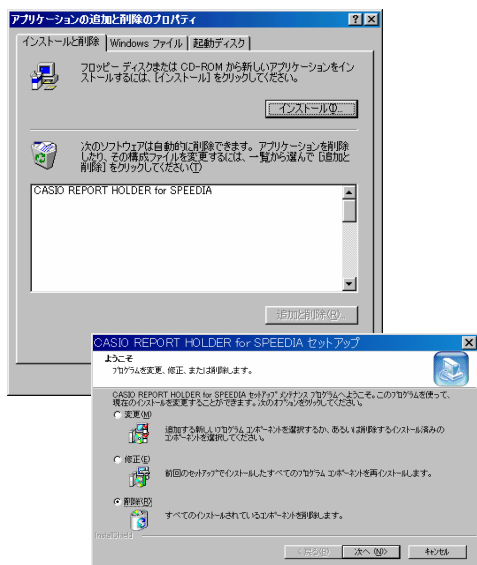 アプリケーションの追加と削除のプロパティ
インストールと削除
Windows ファイル
起動ディスク
フロッピー ディスクまたは CD-ROM から新しいアプリケーションをイン
ストールするには、[インストール] をクリックしてください。
インストール(I)...
次のソフトウェアは自動的に削除できます。アプリケーションを削除
したり、その構成ファイルを変更するには、一覧から選んで [追加と
削除] をクリックしてください(T)
CASIO REPORT HOLDER for SPEEDIA
追加と削除(R)...
CASIO REPORT HOLDER for SPEEDIA セットアップ
ようこそ
プログラムを変更、修正、または削除します。
CASIO REPORT HOLDER for SPEEDIA セットアップ メンテナンス プログラムへようこそ。このプログラムを使って、
現在のインストールを変更することができます。次のオプションをクリックしてください。
変更(M)
追加する新しいプログラム コンポーネントを選択するか、あるいは削除するインストール済みの
コンポーネントを選択してください。
修正(E)
前回のセットアップでインストールしたすべてのプログラム コンポーネントを再インストールします。
削除(R)
すべてのインストールされているコンポーネントを削除します。
InstallShield
< 戻る(B)
次へ (N)>
キャンセル